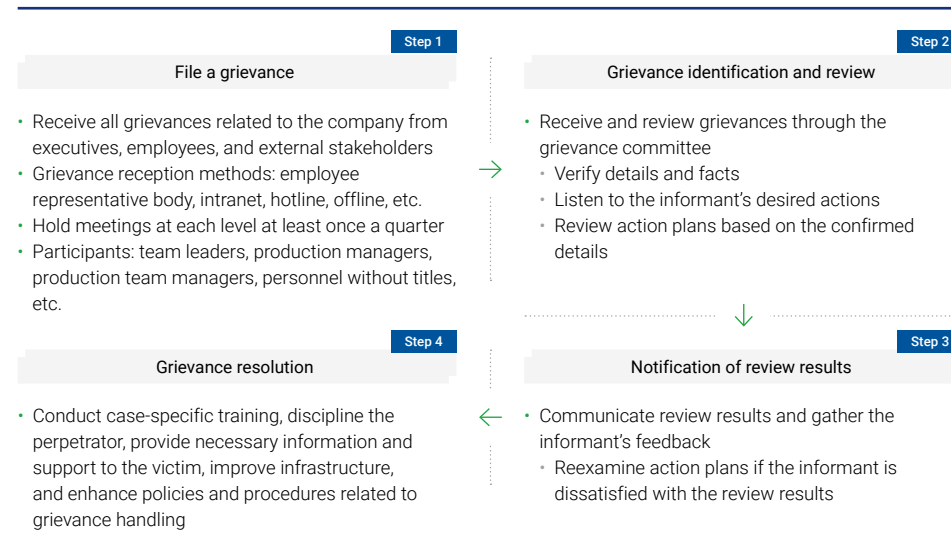 Step 1
File a grievance
• Receive all grievances related to the company from
executives, employees, and external stakeholders
• Grievance reception methods: employee
representative body, intranet, hotline, offline, etc.
• Hold meetings at each level at least once a quarter
• Participants: team leaders, production managers,
production team managers, personnel without titles,
etc.
Step 2
Grievance identification and review
• Receive and review grievances through the
grievance committee
• Verify details and facts
• Listen to the informant's desired actions
• Review action plans based on the confirmed
details
Step 3
Notification of review results
• Communicate review results and gather the
informant's feedback
• Reexamine action plans if the informant is
dissatisfied with the review results
Step 4
Grievance resolution
• Conduct case-specific training, discipline the
perpetrator, provide necessary information and
support to the victim, improve infrastructure,
and enhance policies and procedures related to
grievance handling